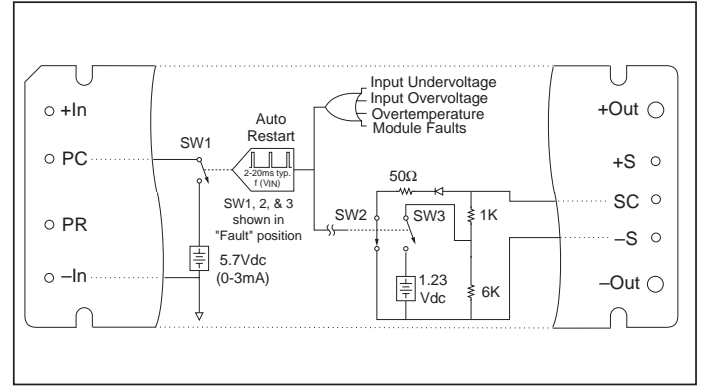 +In
PC
PR
–In
SW1
Auto
Restart
2-20ms typ.
f (VIN)
SW1, 2, & 3
shown in
"Fault" position
5.7Vdc
(0-3mA)
Input Undervoltage
Input Overvoltage
Overtemperature
Module Faults
50Ω
SW2
SW3
1K
1.23
Vdc
6K
+Out
+S
SC
–S
–Out